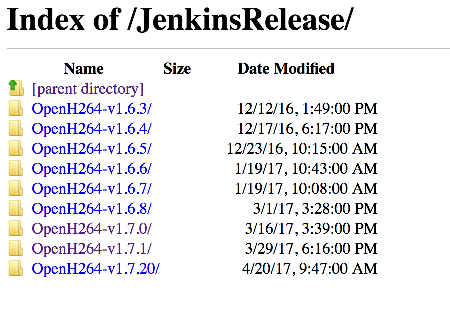 Index of /JenkinsRelease/
Name Size Date Modified
[parent directory]
OpenH264-v1.6.3/ 12/12/16, 1:49:00 PM
OpenH264-v1.6.4/ 12/17/16, 6:17:00 PM
OpenH264-v1.6.5/ 12/23/16, 10:15:00 AM
OpenH264-v1.6.6/ 1/19/17, 10:43:00 AM
OpenH264-v1.6.7/ 1/19/17, 10:08:00 AM
OpenH264-v1.6.8/ 3/1/17, 3:28:00 PM
OpenH264-v1.7.0/ 3/16/17, 3:39:00 PM
OpenH264-v1.7.1/ 3/29/17, 6:16:00 PM
OpenH264-v1.7.20/ 4/20/17, 9:47:00 AM